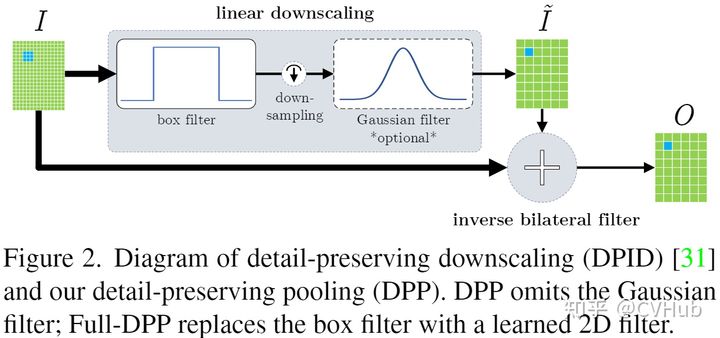 linear downscaling
I
Ĩ
box filter
down-
sampling
Gaussian filter
*optional*
O
inverse bilateral filter
Figure 2. Diagram of detail-preserving downscaling (DPID) [31]
and our detail-preserving pooling (DPP). DPP omits the Gaussian
filter; Full-DPP replaces the box filter with a learned 2D filter.
知乎 @CVHub